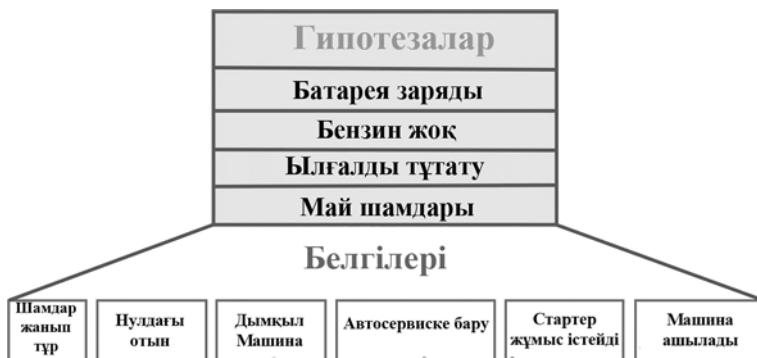 Гипотезалар
Батарея заряды
Бензин жоқ
Ылғалды тұтату
Май шамдары
Белгілері
Шамдар
жанып
тұр
Нулдағы
отын
Дымқыл
Машина
Автосервиске бару
Стартер
жұмыс істейді
Машина
ашылады